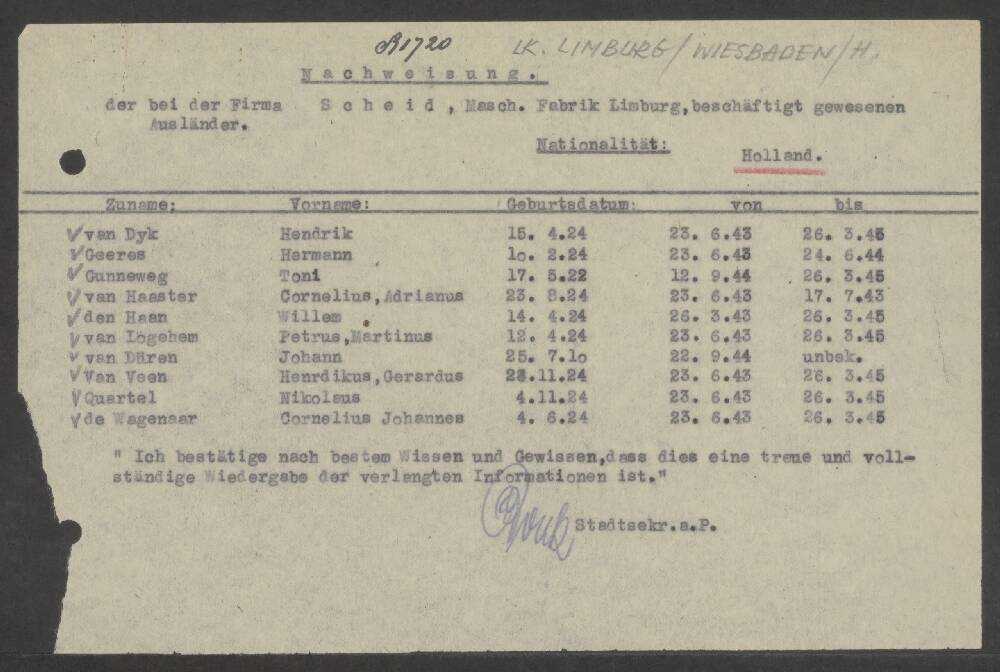 R1720 LK. LIMBURG/WIESBADEN/H.
Nachweisung.
der bei der Firma Scheid, Masch. Fabrik Limburg,beschäftigt gewesenen
Ausländer.
Nationalität:
Holland.
Zuname: Vorname: Geburtsdatum: von bis
van Dyk Hendrik 15. 4.24 23. 6.43 26. 3.45
Geeres Hermann 1o. 2.24 23. 6.43 24. 6.44
Gunneweg Toni 17. 5.22 12. 9.44 26. 3.45
van Haaster Cornelius,Adrianus 23. 8.24 23. 6.43 17. 7.43
den Haan Willem 14. 4.24 26. 3.43 26. 3.45
van Lögehem Petrus,Martinus 12. 4.24 23. 6.43 26. 3.45
van Düren Johann 25. 7.1o 22. 9.44 unbek.
Van Veen Henrdikus,Gerardus 28.11.24 23. 6.43 26. 3.45
Quartel Nikolaus 4.11.24 23. 6.43 26. 3.45
de Wagenaar Cornelius Johannes 4. 6.24 23. 6.43 26. 3.45
" Ich bestätige nach bestem Wissen und Gewissen,dass dies eine treue und voll-
ständige Wiedergabe der verlangten Informationen ist."
Stadtsekr.a.P.